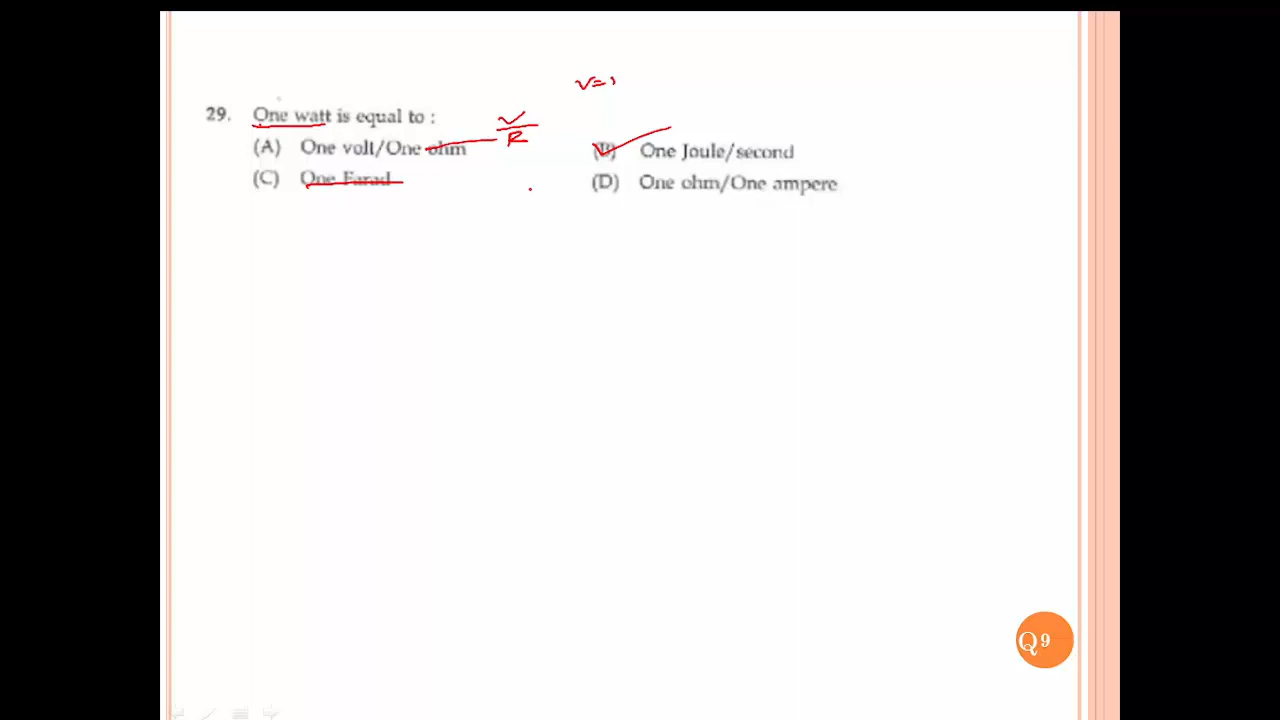 V=
29. One watt is equal to :
V
R
(A) One volt/One ohm
(B) One Joule/second
(C) One Farad
(D) One ohm/One ampere
Q 9